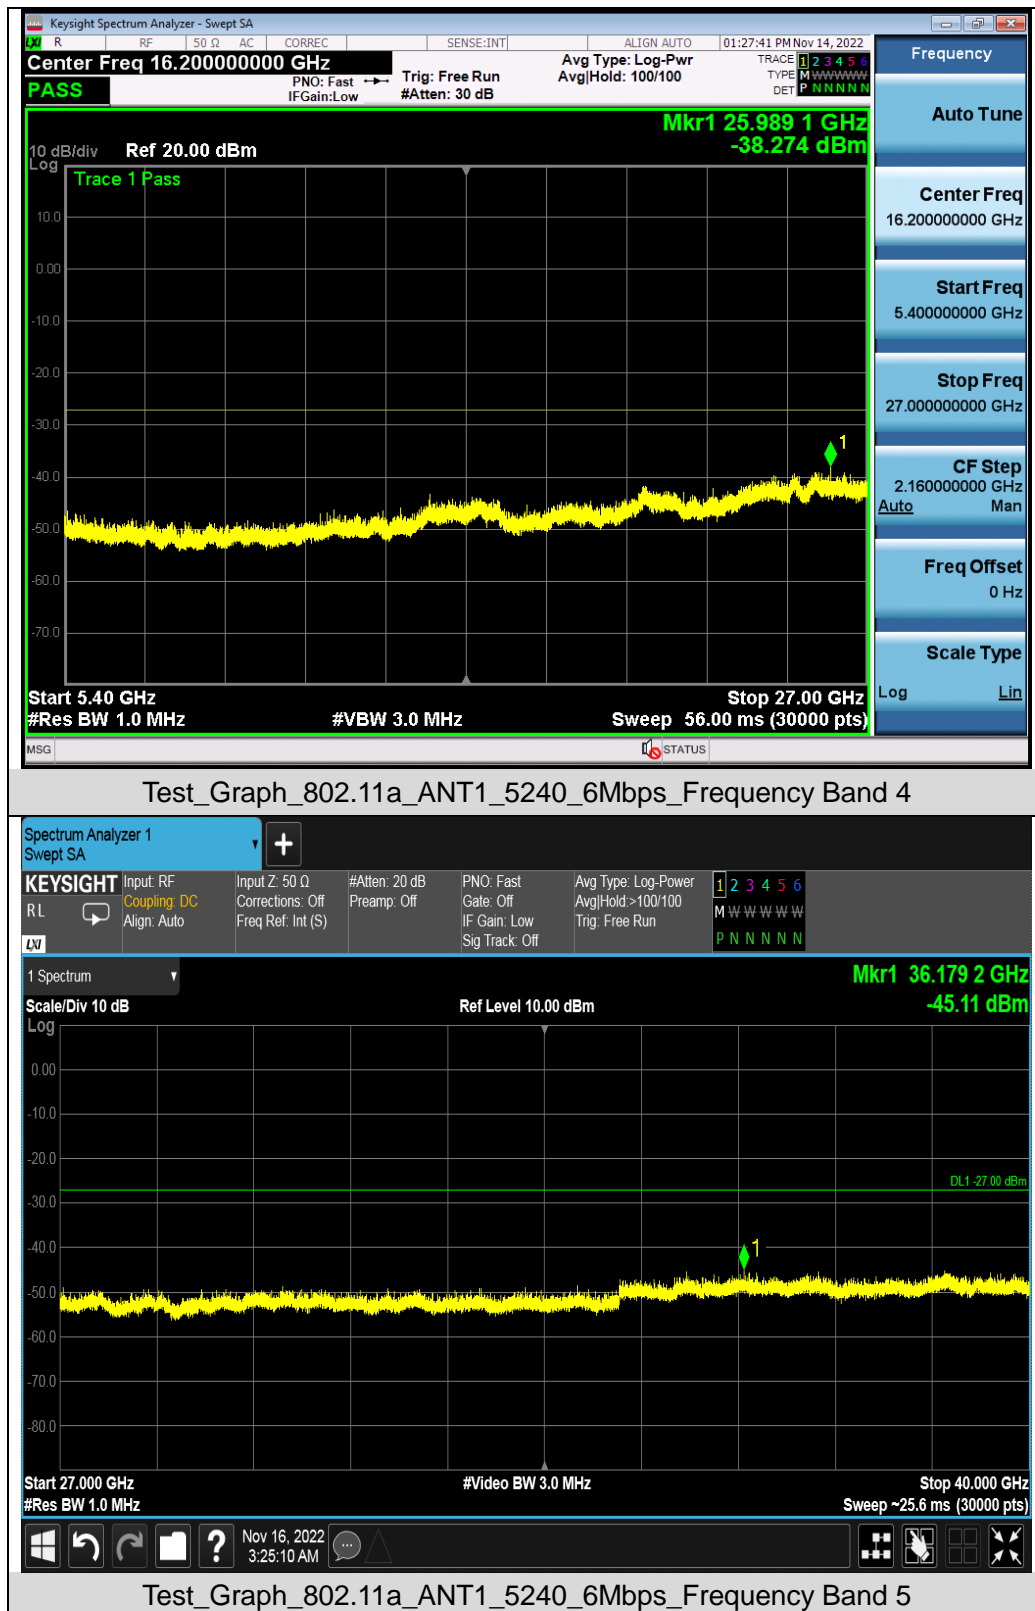 Keysight Spectrum Analyzer - Swept SA
LXI R RF 50 Ω AC CORREC SENSE:INT ALIGN AUTO 01:27:41 PM Nov 14, 2022
Center Freq 16.200000000 GHz
PNO: Fast
IFGain:Low
Trig: Free Run
#Atten: 30 dB
Avg Type: Log-Pwr
Avg|Hold: 100/100
TRACE 1 2 3 4 5 6
TYPE M W W W W W
DET P N N N N N
PASS
Mkr1 25.989 1 GHz
-38.274 dBm
10 dB/div Ref 20.00 dBm
Log
Trace 1 Pass
10.0
0.00
-10.0
-20.0
-30.0
-40.0
-50.0
-60.0
-70.0
1
Start 5.40 GHz Stop 27.00 GHz
#Res BW 1.0 MHz #VBW 3.0 MHz Sweep 56.00 ms (30000 pts)
MSG STATUS
Frequency
Auto Tune
Center Freq
16.200000000 GHz
Start Freq
5.400000000 GHz
Stop Freq
27.000000000 GHz
CF Step
2.160000000 GHz
Auto Man
Freq Offset
0 Hz
Scale Type
Log Lin
Test_Graph_802.11a_ANT1_5240_6Mbps_Frequency Band 4
Spectrum Analyzer 1
Swept SA
KEYSIGHT
R L
LXI
Input: RF
Coupling: DC
Align: Auto
Input Z: 50 Ω
Corrections: Off
Freq Ref: Int (S)
#Atten: 20 dB
Preamp: Off
PNO: Fast
Gate: Off
IF Gain: Low
Sig Track: Off
Avg Type: Log-Power
Avg|Hold:>100/100
Trig: Free Run
1 2 3 4 5 6
M W W W W W
P N N N N N
1 Spectrum
Mkr1 36.179 2 GHz
-45.11 dBm
Scale/Div 10 dB Ref Level 10.00 dBm
Log
0.00
-10.0
-20.0
DL1 -27.00 dBm
-30.0
-40.0
1
-50.0
-60.0
-70.0
-80.0
Start 27.000 GHz #Video BW 3.0 MHz Stop 40.000 GHz
#Res BW 1.0 MHz Sweep ~25.6 ms (30000 pts)
?
Nov 16, 2022
3:25:10 AM
Test_Graph_802.11a_ANT1_5240_6Mbps_Frequency Band 5